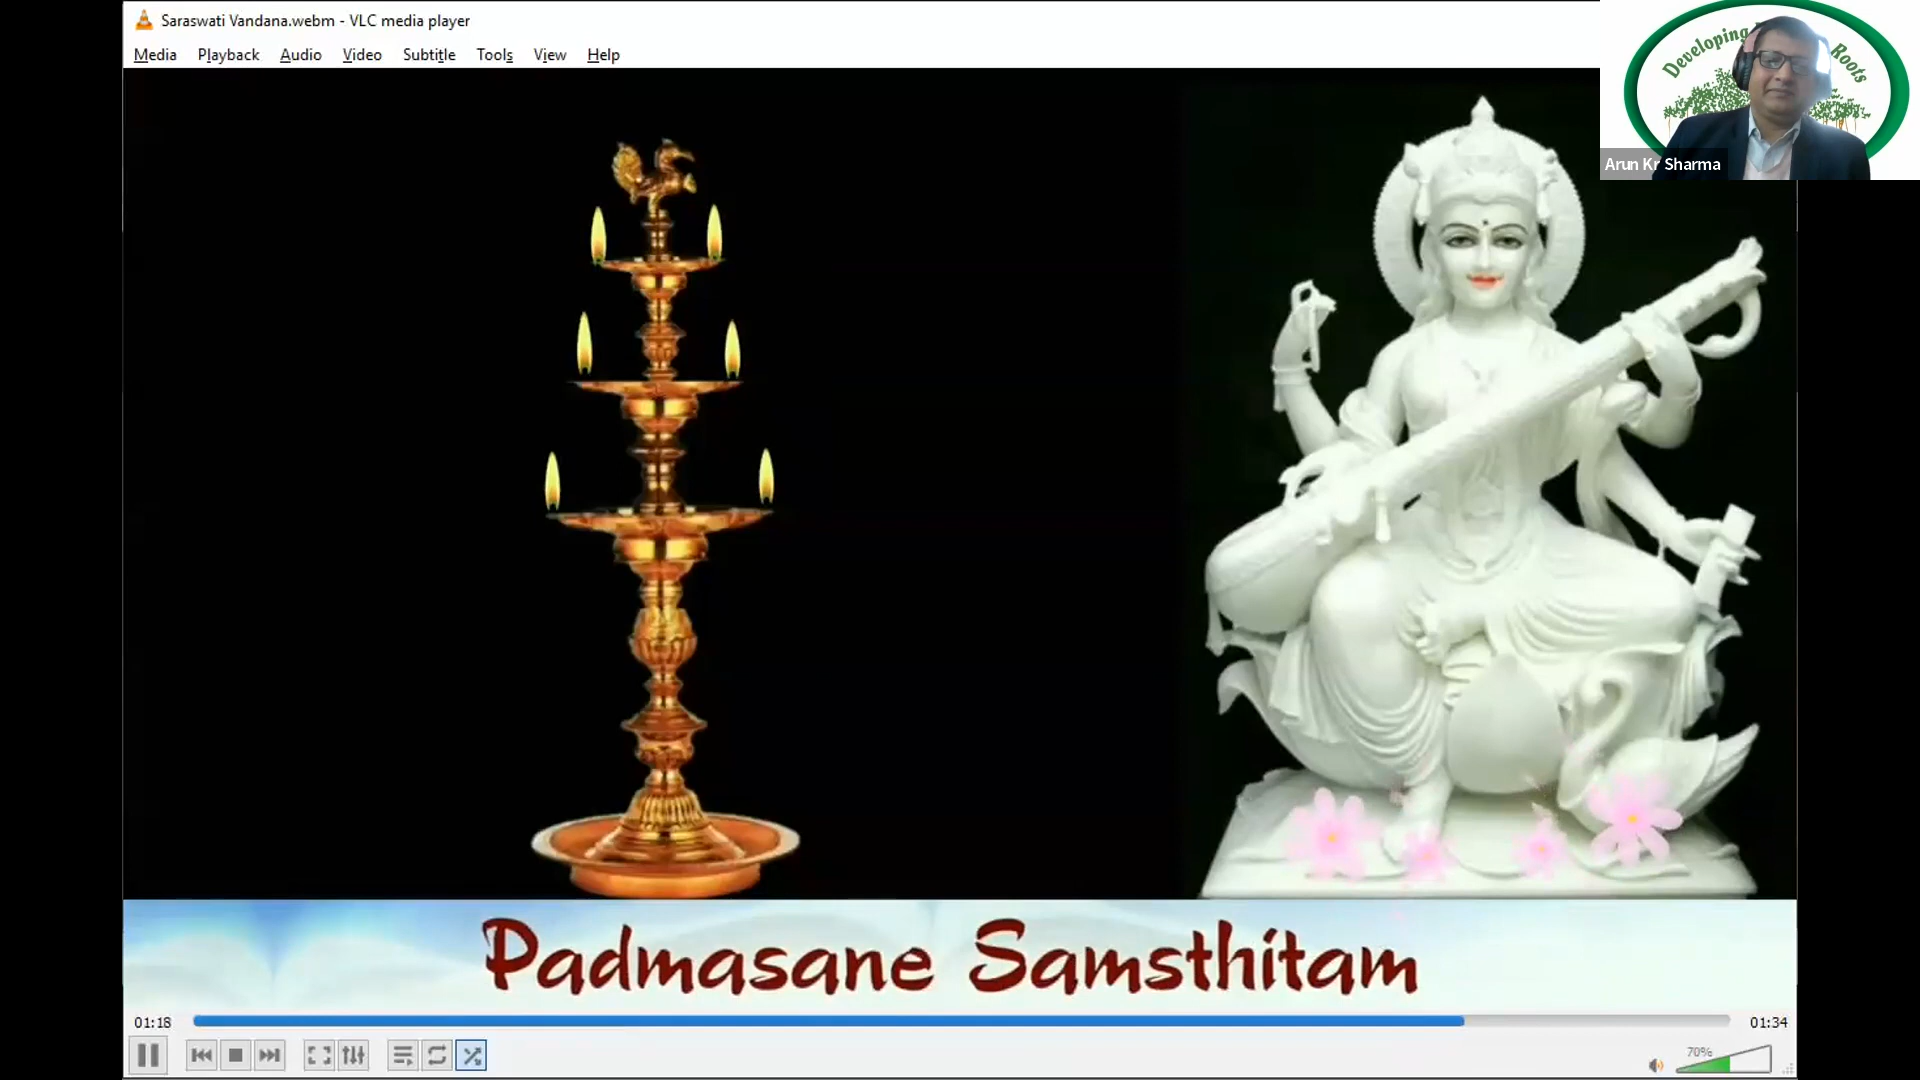 Saraswati Vandana.webm - VLC media player
Media Playback Audio Video Subtitle Tools View Help
Developing Roots
Arun Kr Sharma
Padmasane Samsthitam
01:18
01:34
70%